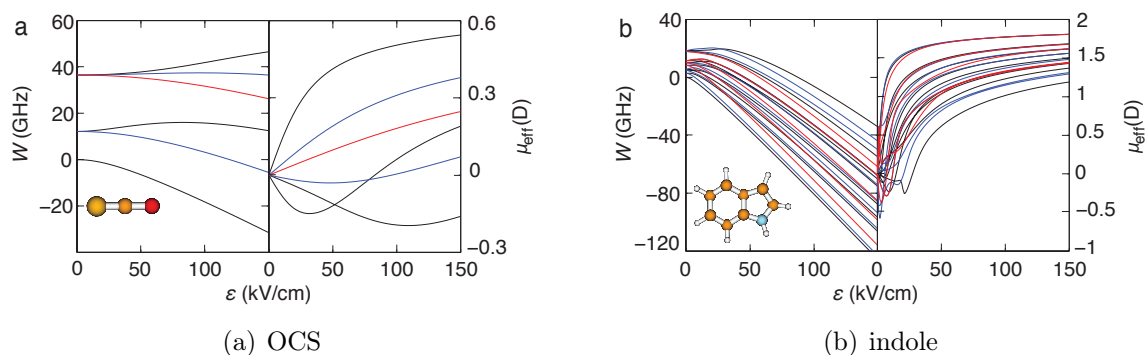 a
W (GHz)
60
40
20
0
−20
0.6
0.3
0
−0.3
μeff(D)
0 50 100 0 50 100 150
ε (kV/cm)
(a) OCS
b
W (GHz)
40
0
−40
−80
−120
2
1.5
1
0.5
0
−0.5
−1
μeff(D)
0 50 100 0 50 100 150
ε (kV/cm)
(b) indole